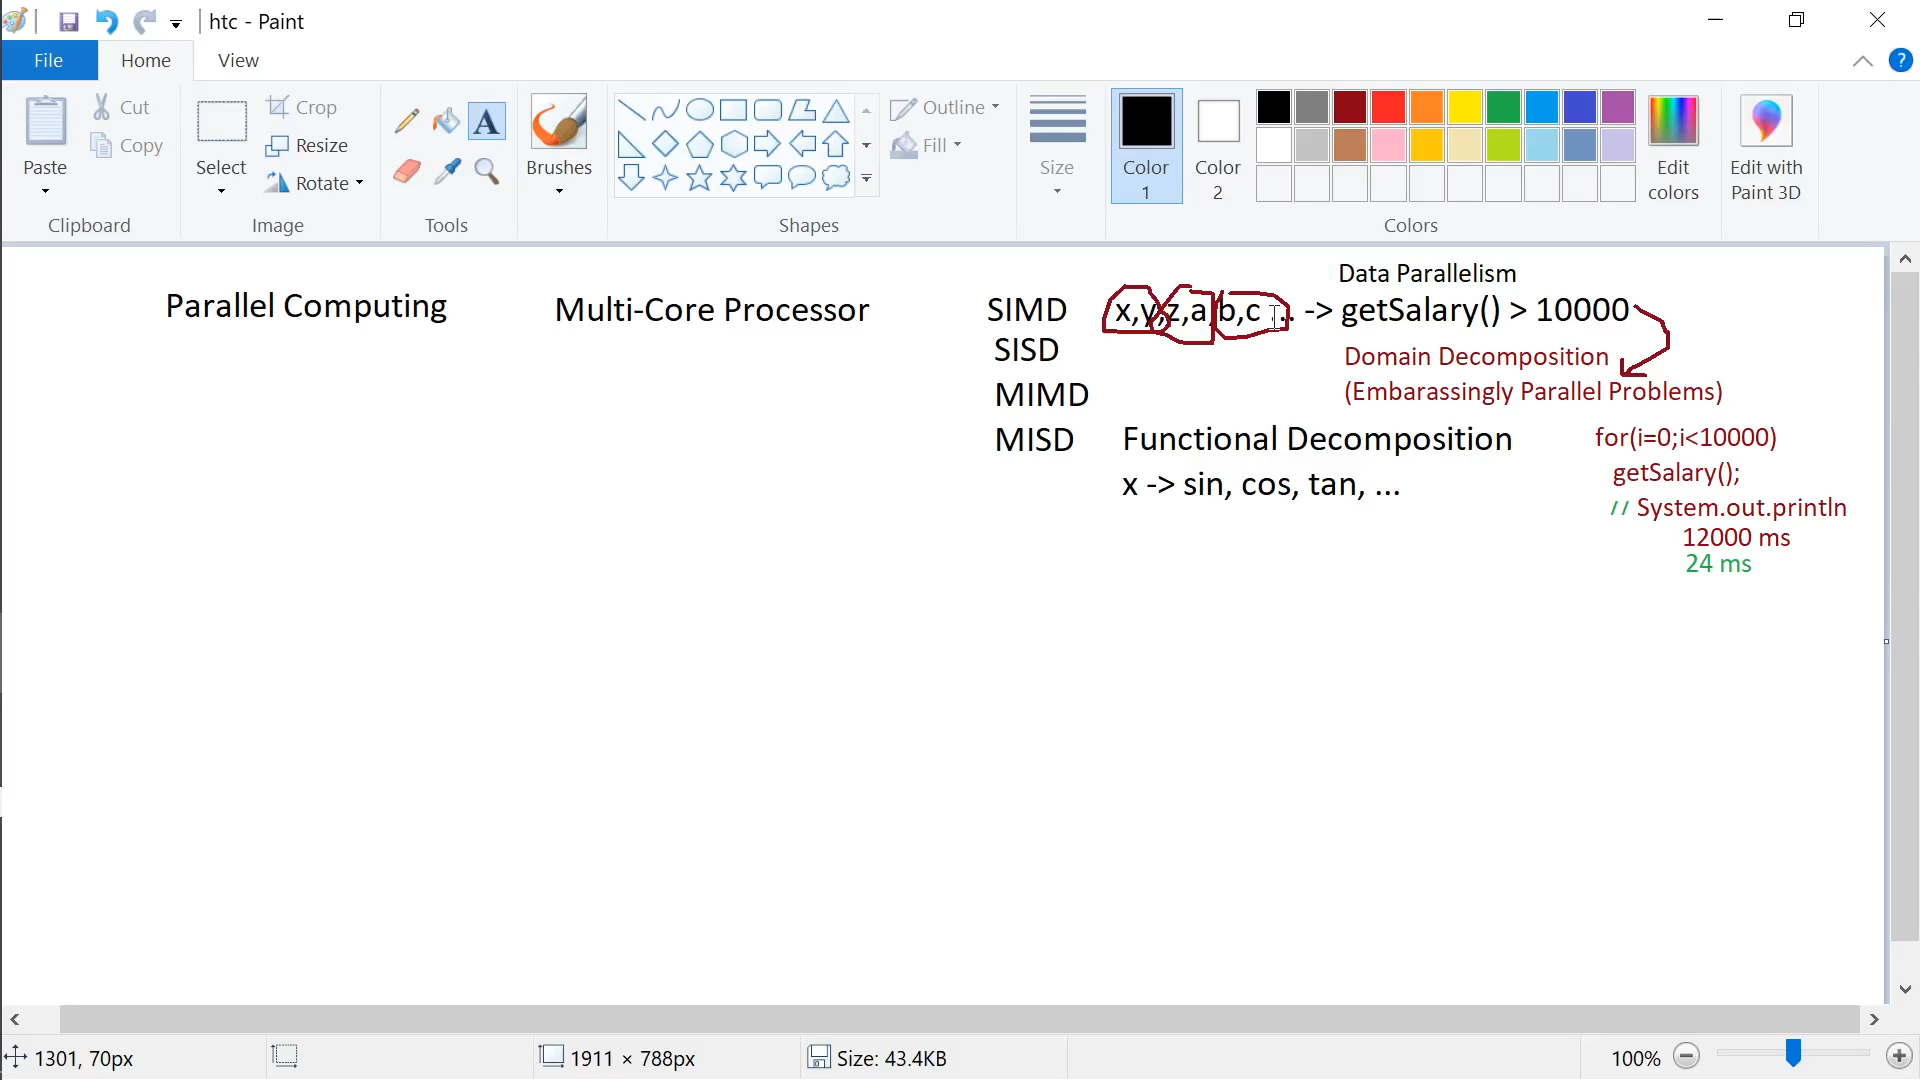 htc - Paint
File
Home
View
Paste
Cut
Copy
Clipboard
Select
Crop
Resize
Rotate
Image
A
Tools
Brushes
Outline
Fill
Shapes
Size
Color
1
Color
2
Edit
colors
Edit with
Paint 3D
Colors
?
Parallel Computing
Multi-Core Processor
Data Parallelism
SIMD x,y,z,a,b,c ... -> getSalary() > 10000
SISD
Domain Decomposition
MIMD
(Embarassingly Parallel Problems)
MISD
Functional Decomposition
x -> sin, cos, tan, ...
for(i=0;i<10000)
getSalary();
// System.out.println
12000 ms
24 ms
1301, 70px
1911 × 788px
Size: 43.4KB
100%